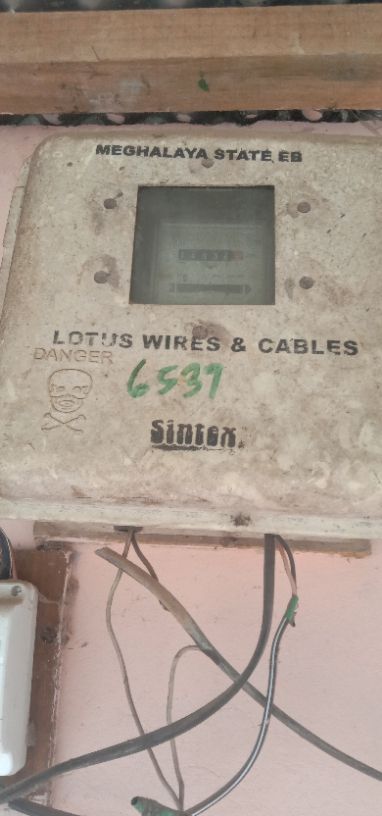 MEGHALAYA STATE EB
LOTUS WIRES & CABLES
DANGER
6537
Sintex